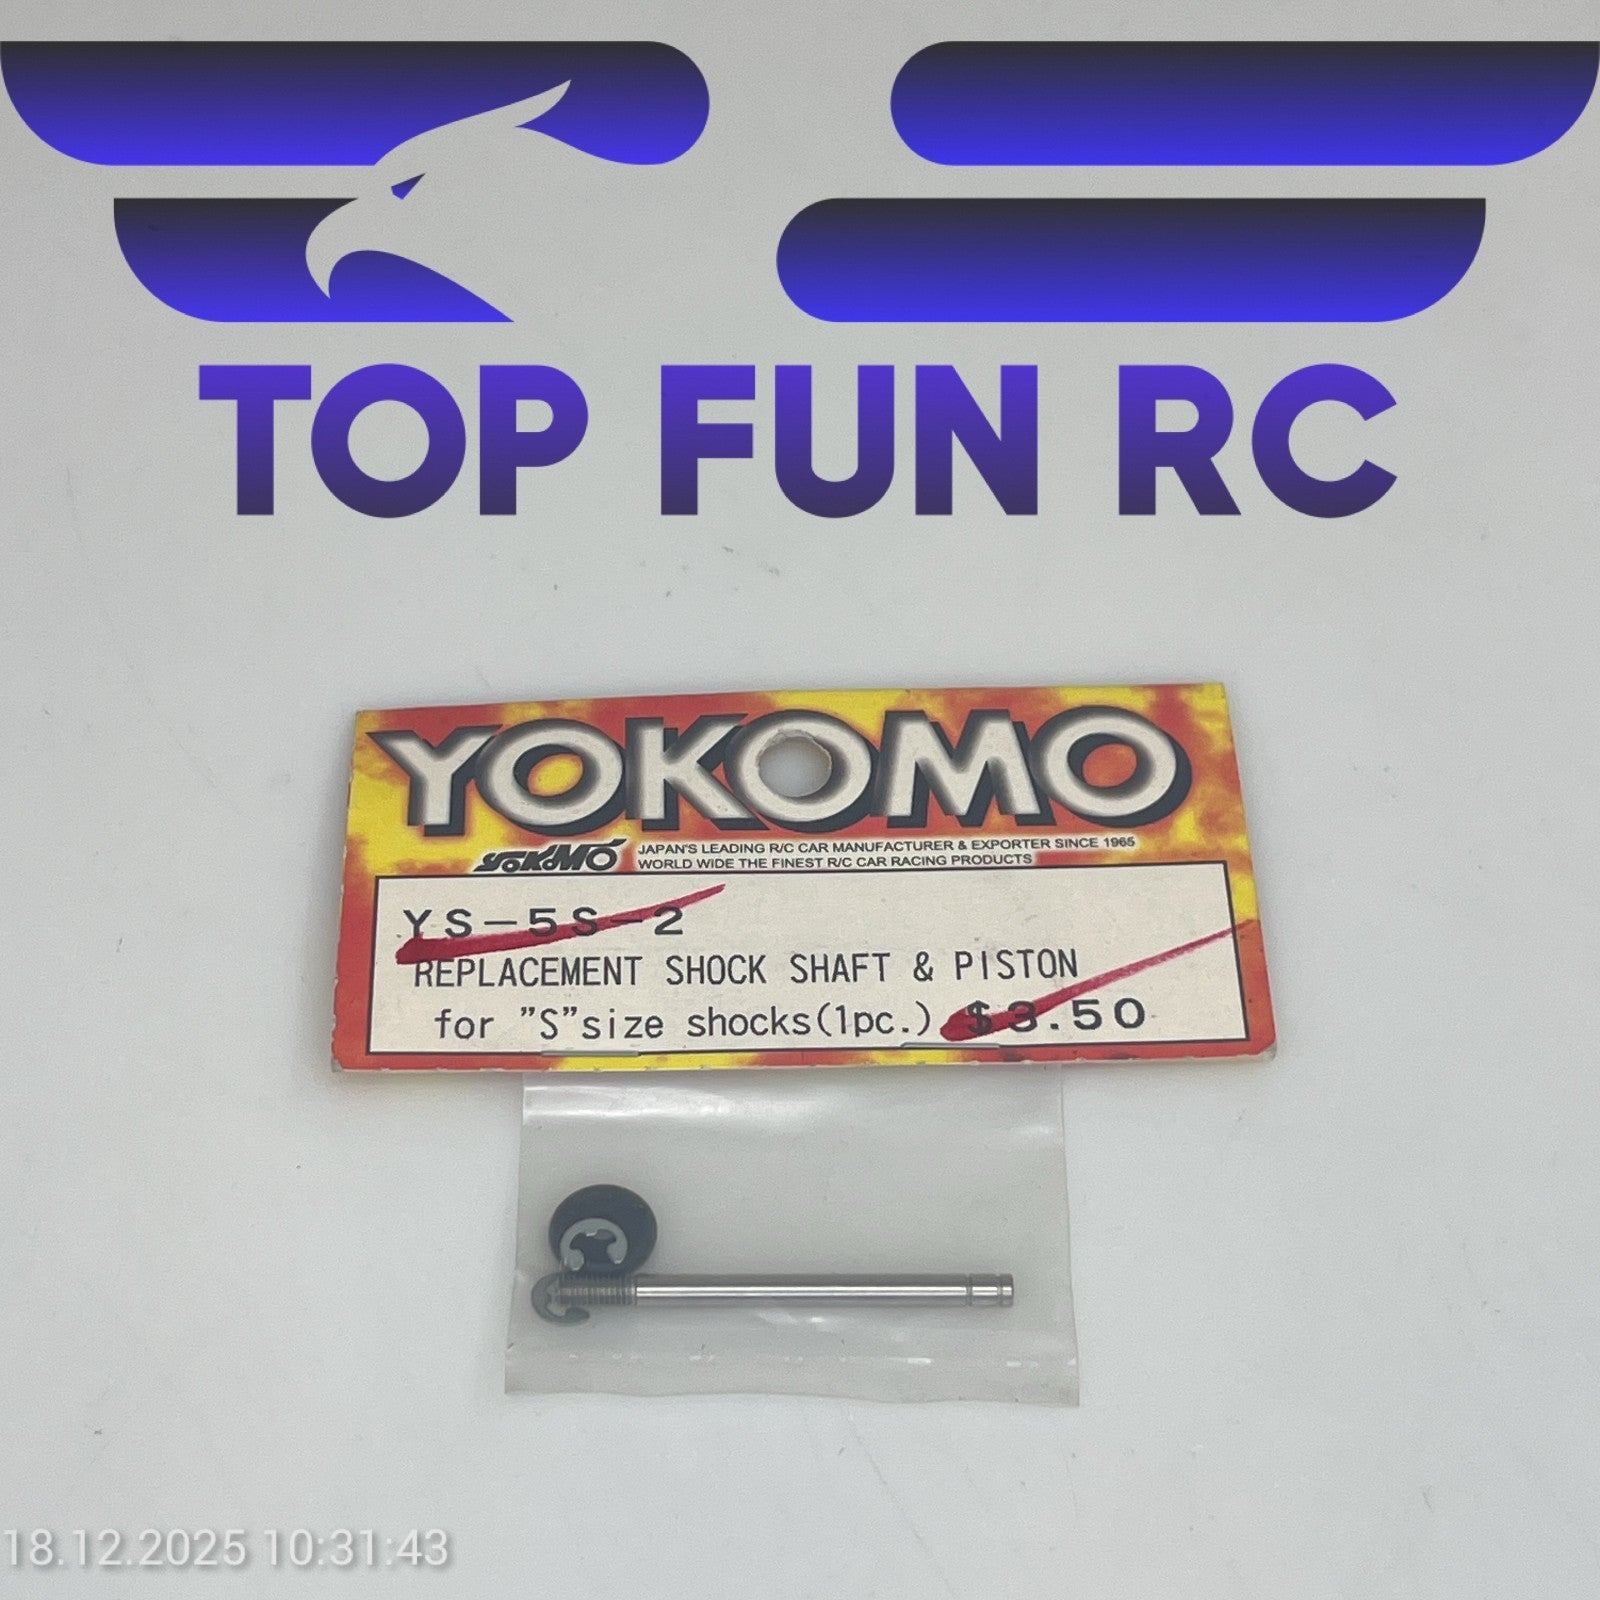 TOP FUN RC
YOKOMO
YOKOMO JAPAN'S LEADING R/C CAR MANUFACTURER & EXPORTER SINCE 1965
WORLD WIDE THE FINEST R/C CAR RACING PRODUCTS
YS-5S-2
REPLACEMENT SHOCK SHAFT & PISTON
for "S"size shocks(1pc.) $3.50
18.12.2025 10:31:43